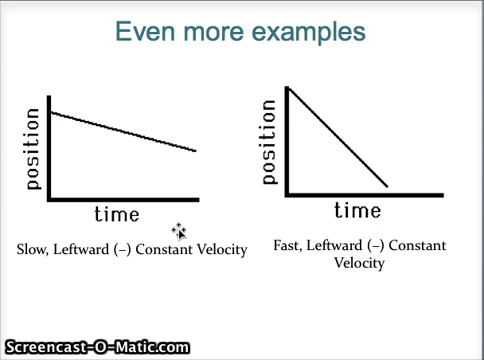 Even more examples
position
time
Slow, Leftward (–) Constant Velocity
position
time
Fast, Leftward (–) Constant
Velocity
Screencast-O-Matic.com